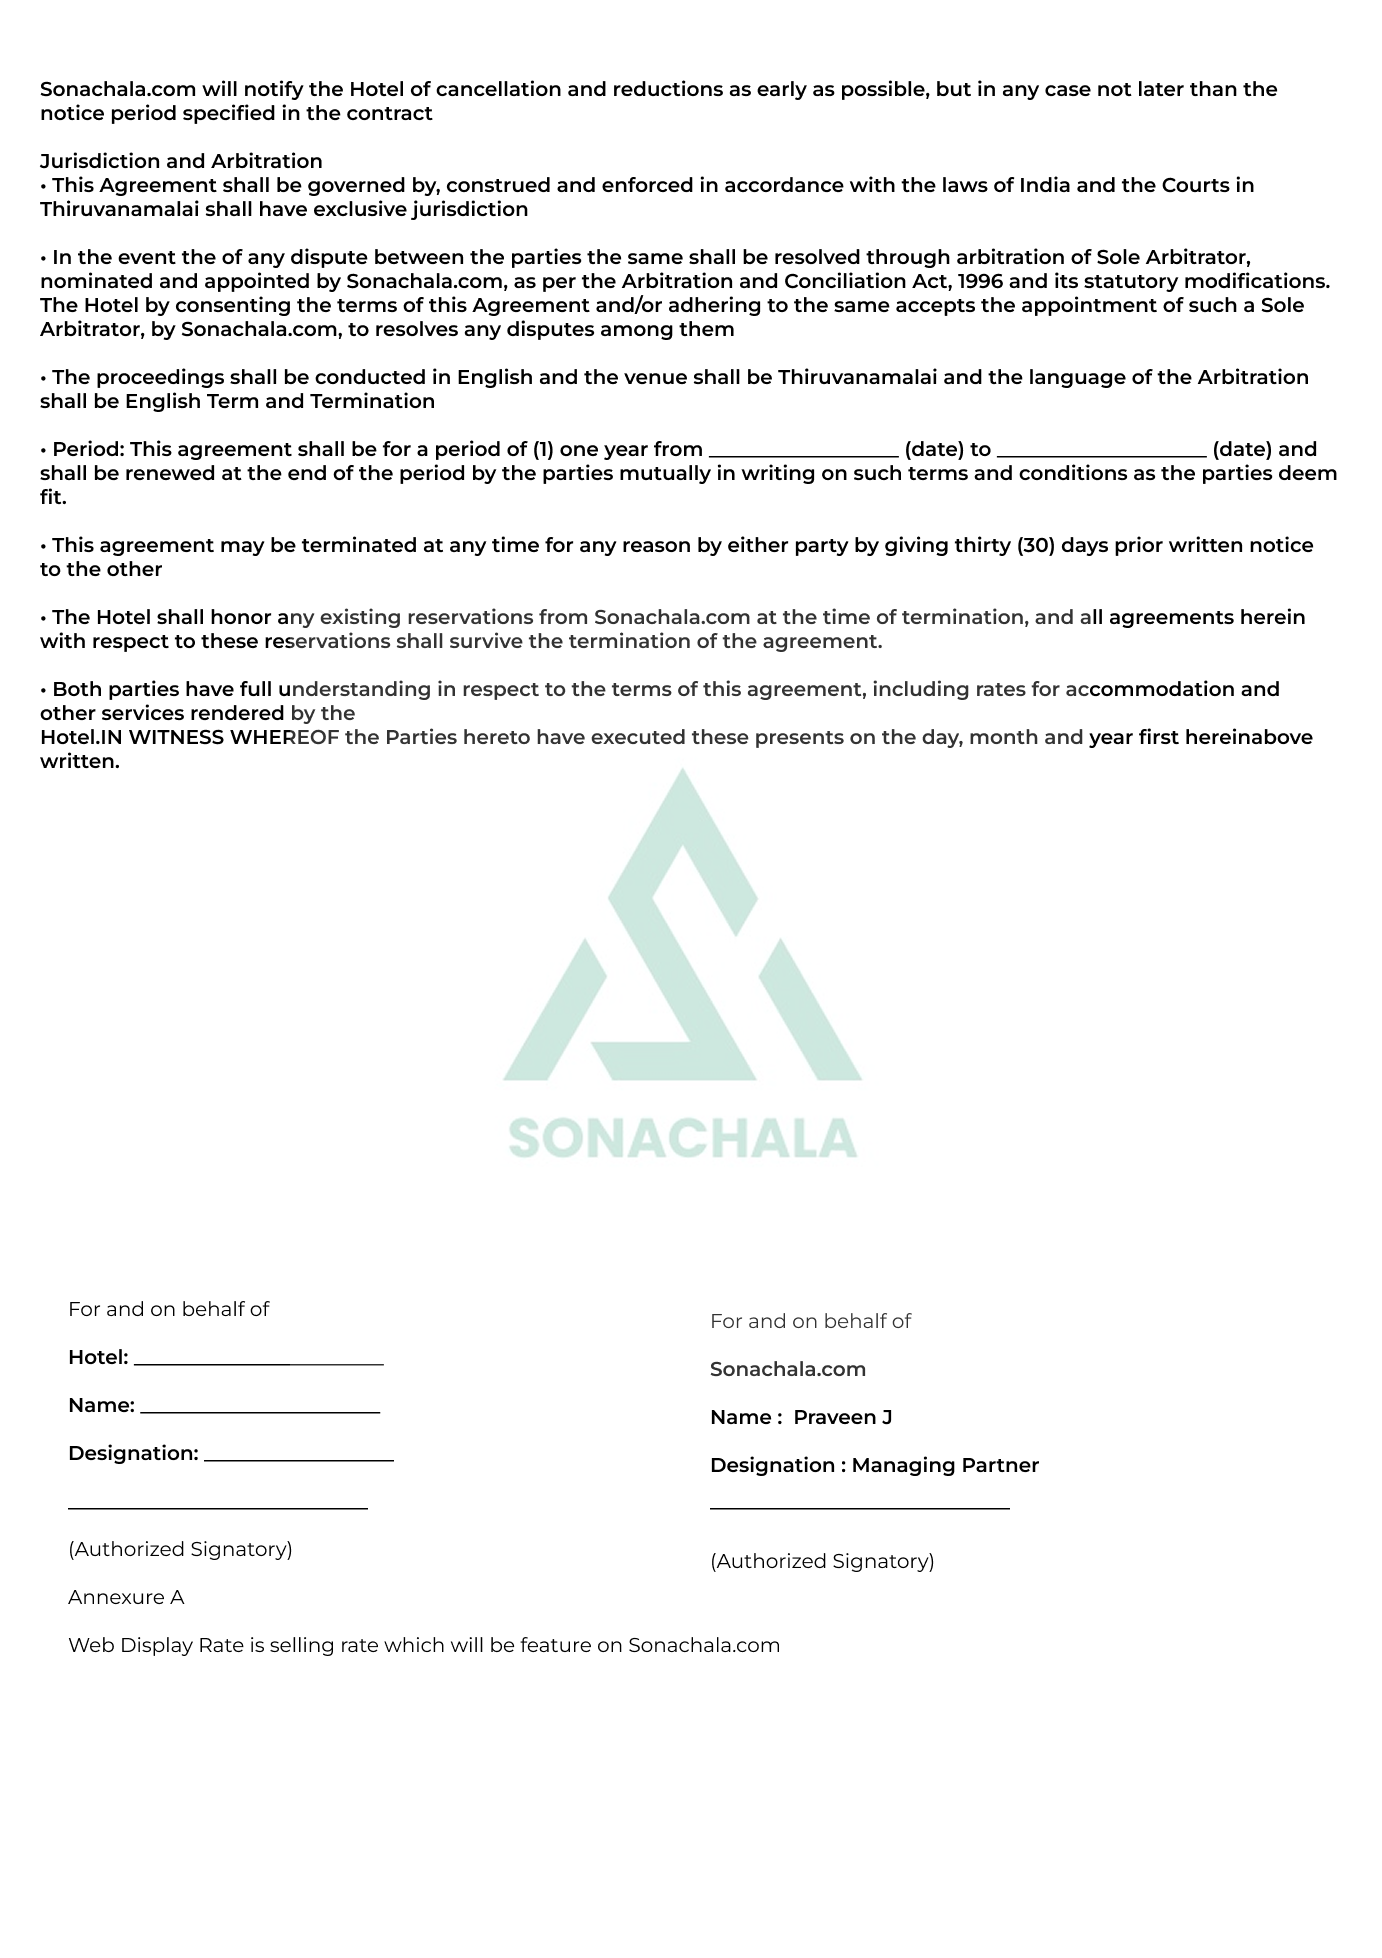 Sonachala.com will notify the Hotel of cancellation and reductions as early as possible, but in any case not later than the
notice period specified in the contract
Jurisdiction and Arbitration
• This Agreement shall be governed by, construed and enforced in accordance with the laws of India and the Courts in
Thiruvanamalai shall have exclusive jurisdiction
• In the event the of any dispute between the parties the same shall be resolved through arbitration of Sole Arbitrator,
nominated and appointed by Sonachala.com, as per the Arbitration and Conciliation Act, 1996 and its statutory modifications.
The Hotel by consenting the terms of this Agreement and/or adhering to the same accepts the appointment of such a Sole
Arbitrator, by Sonachala.com, to resolves any disputes among them
• The proceedings shall be conducted in English and the venue shall be Thiruvanamalai and the language of the Arbitration
shall be English Term and Termination
• Period: This agreement shall be for a period of (1) one year from ___________________ (date) to _____________________ (date) and
shall be renewed at the end of the period by the parties mutually in writing on such terms and conditions as the parties deem
fit.
• This agreement may be terminated at any time for any reason by either party by giving thirty (30) days prior written notice
to the other
• The Hotel shall honor any existing reservations from Sonachala.com at the time of termination, and all agreements herein
with respect to these reservations shall survive the termination of the agreement.
• Both parties have full understanding in respect to the terms of this agreement, including rates for accommodation and
other services rendered by the
Hotel.IN WITNESS WHEREOF the Parties hereto have executed these presents on the day, month and year first hereinabove
written.
SONACHALA
For and on behalf of
Hotel: _________________________
Name: ________________________
Designation: ___________________
______________________________
(Authorized Signatory)
Annexure A
Web Display Rate is selling rate which will be feature on Sonachala.com
For and on behalf of
Sonachala.com
Name :  Praveen J
Designation : Managing Partner
______________________________
(Authorized Signatory)